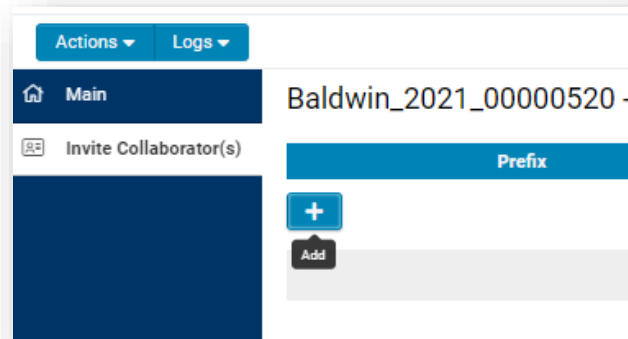 Actions Logs
Main
Baldwin_2021_00000520 -
Invite Collaborator(s)
Prefix
+
Add